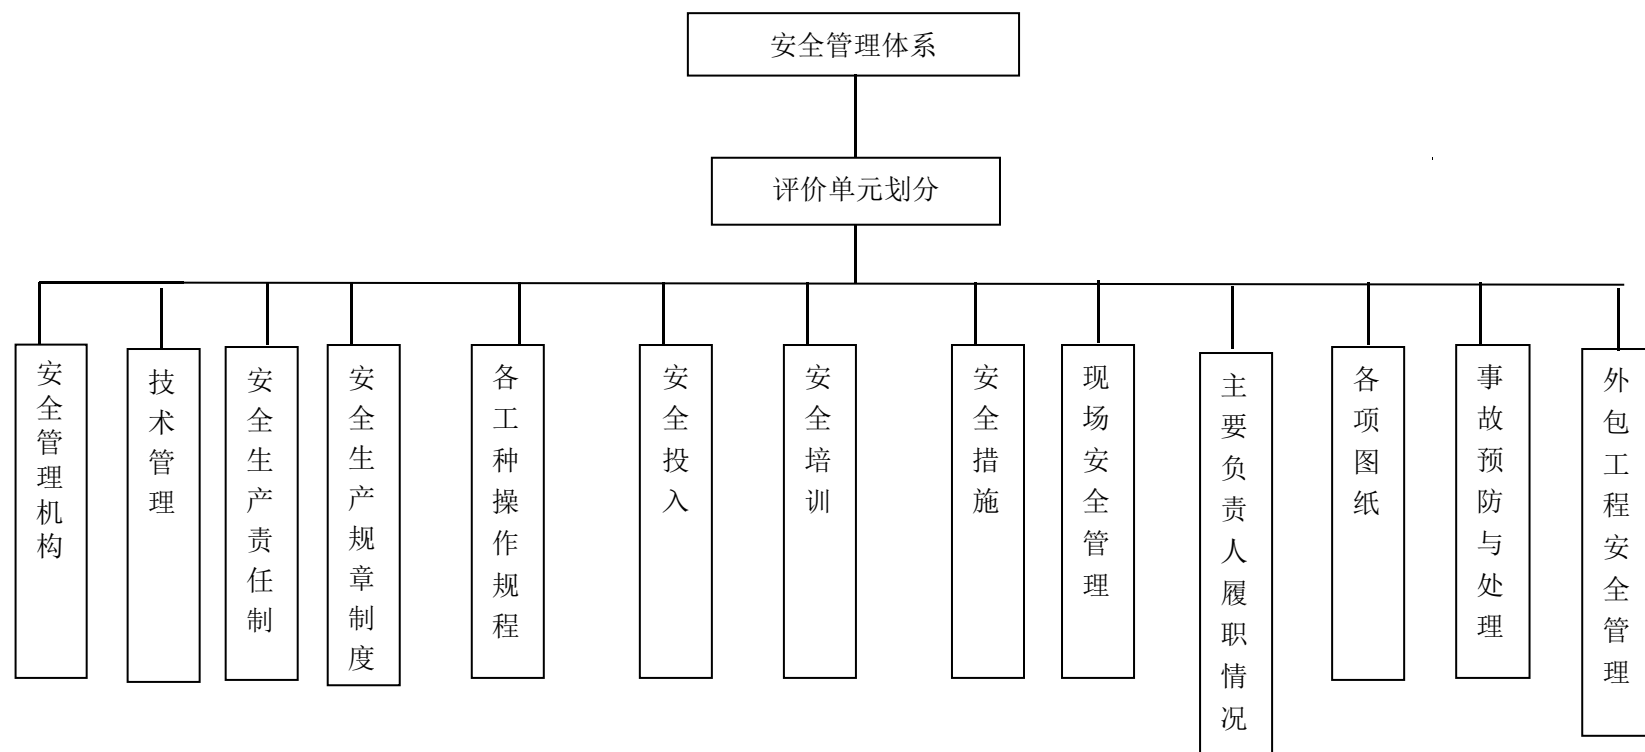 安全管理体系
评价单元划分
安全管理机构
技术管理
安全生产责任制
安全生产规章制度
各工种操作规程
安全投入
安全培训
安全措施
现场安全管理
主要负责人履职情况
各项图纸
事故预防与处理
外包工程安全管理